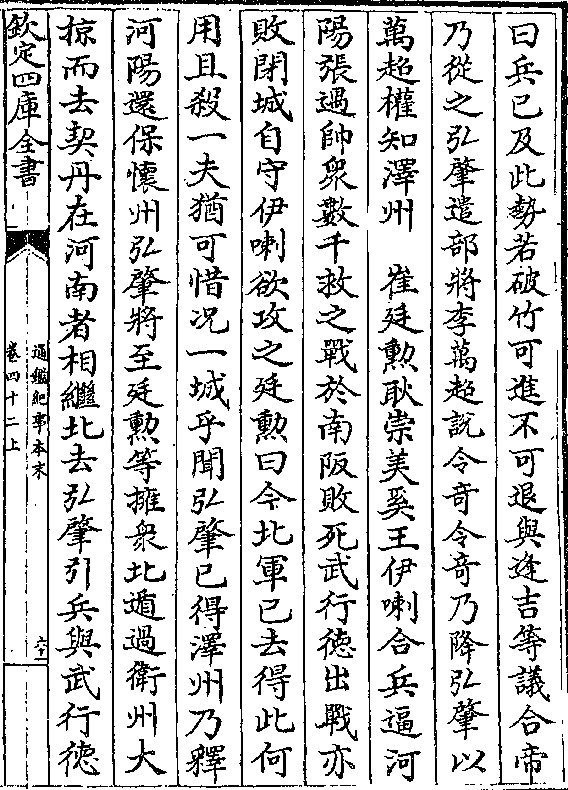 曰兵已及此勢若破竹可進不可退與逢吉等議合帝
乃從之弘肇遣部將李萬超說令奇令奇乃降弘肇以
萬超權知澤州　崔廷勲耿崇美奚王伊喇合兵逼河
陽張遇帥衆數千救之戰於南阪敗死武行德出戰亦
敗閉城自守伊喇欲攻之廷勲曰今北軍已去得此何
用且殺一夫猶可惜况一城乎聞弘肇已得澤州乃釋
河陽還保懷州弘肇將至廷勲等擁衆北遁過衛州大
掠而去契丹在河南者相繼北去弘肇引兵與武行德
欽定四庫全書
通鑑紀事本末
卷四十二上
六十一